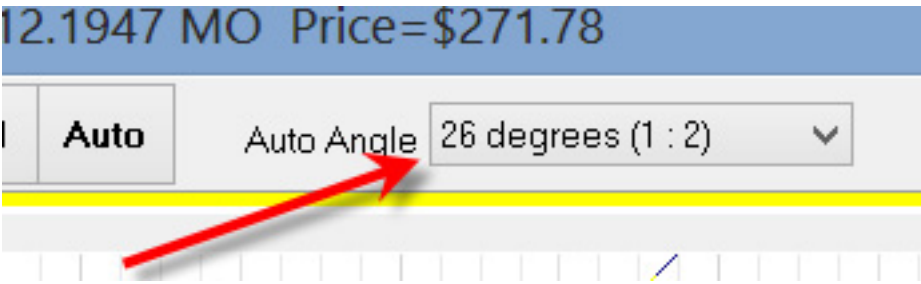 12.1947 MO Price=$271.78
Auto Auto Angle 26 degrees (1 : 2)